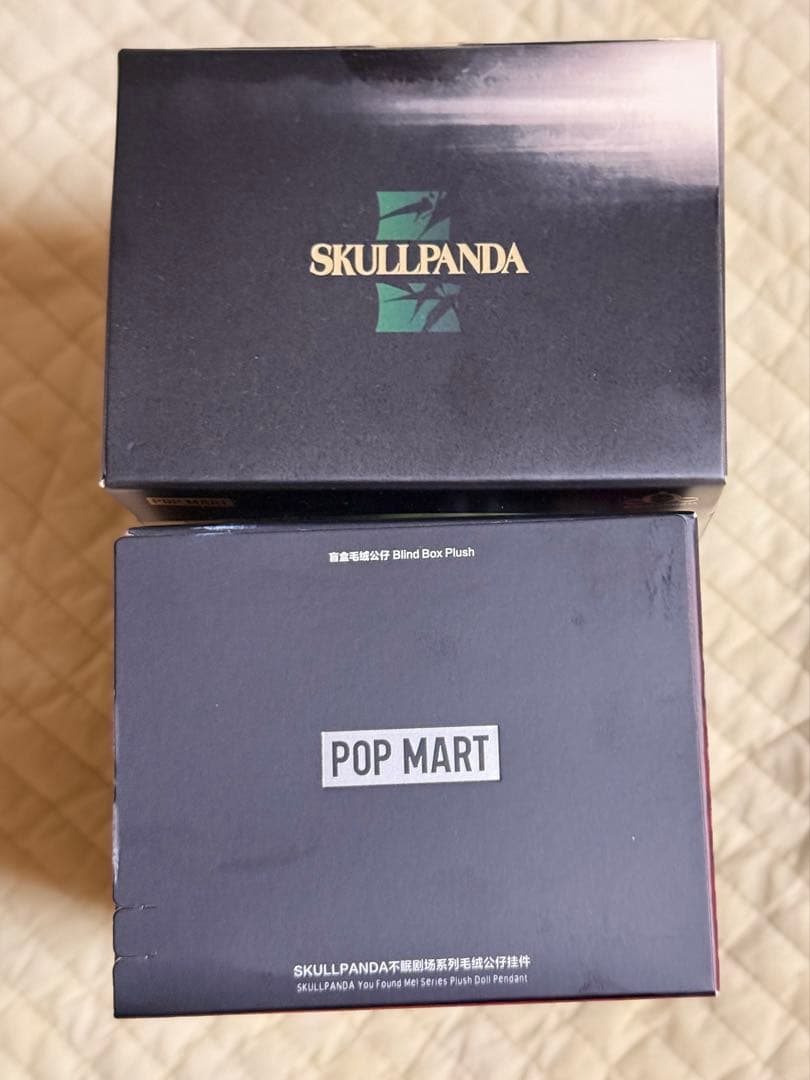 SKULLPANDA
POP MART
盲盒毛绒公仔 Blind Box Plush
POP MART
SKULLPANDA不眠剧场系列毛绒公仔挂件
SKULLPANDA You Found Me! Series Plush Doll Pendant